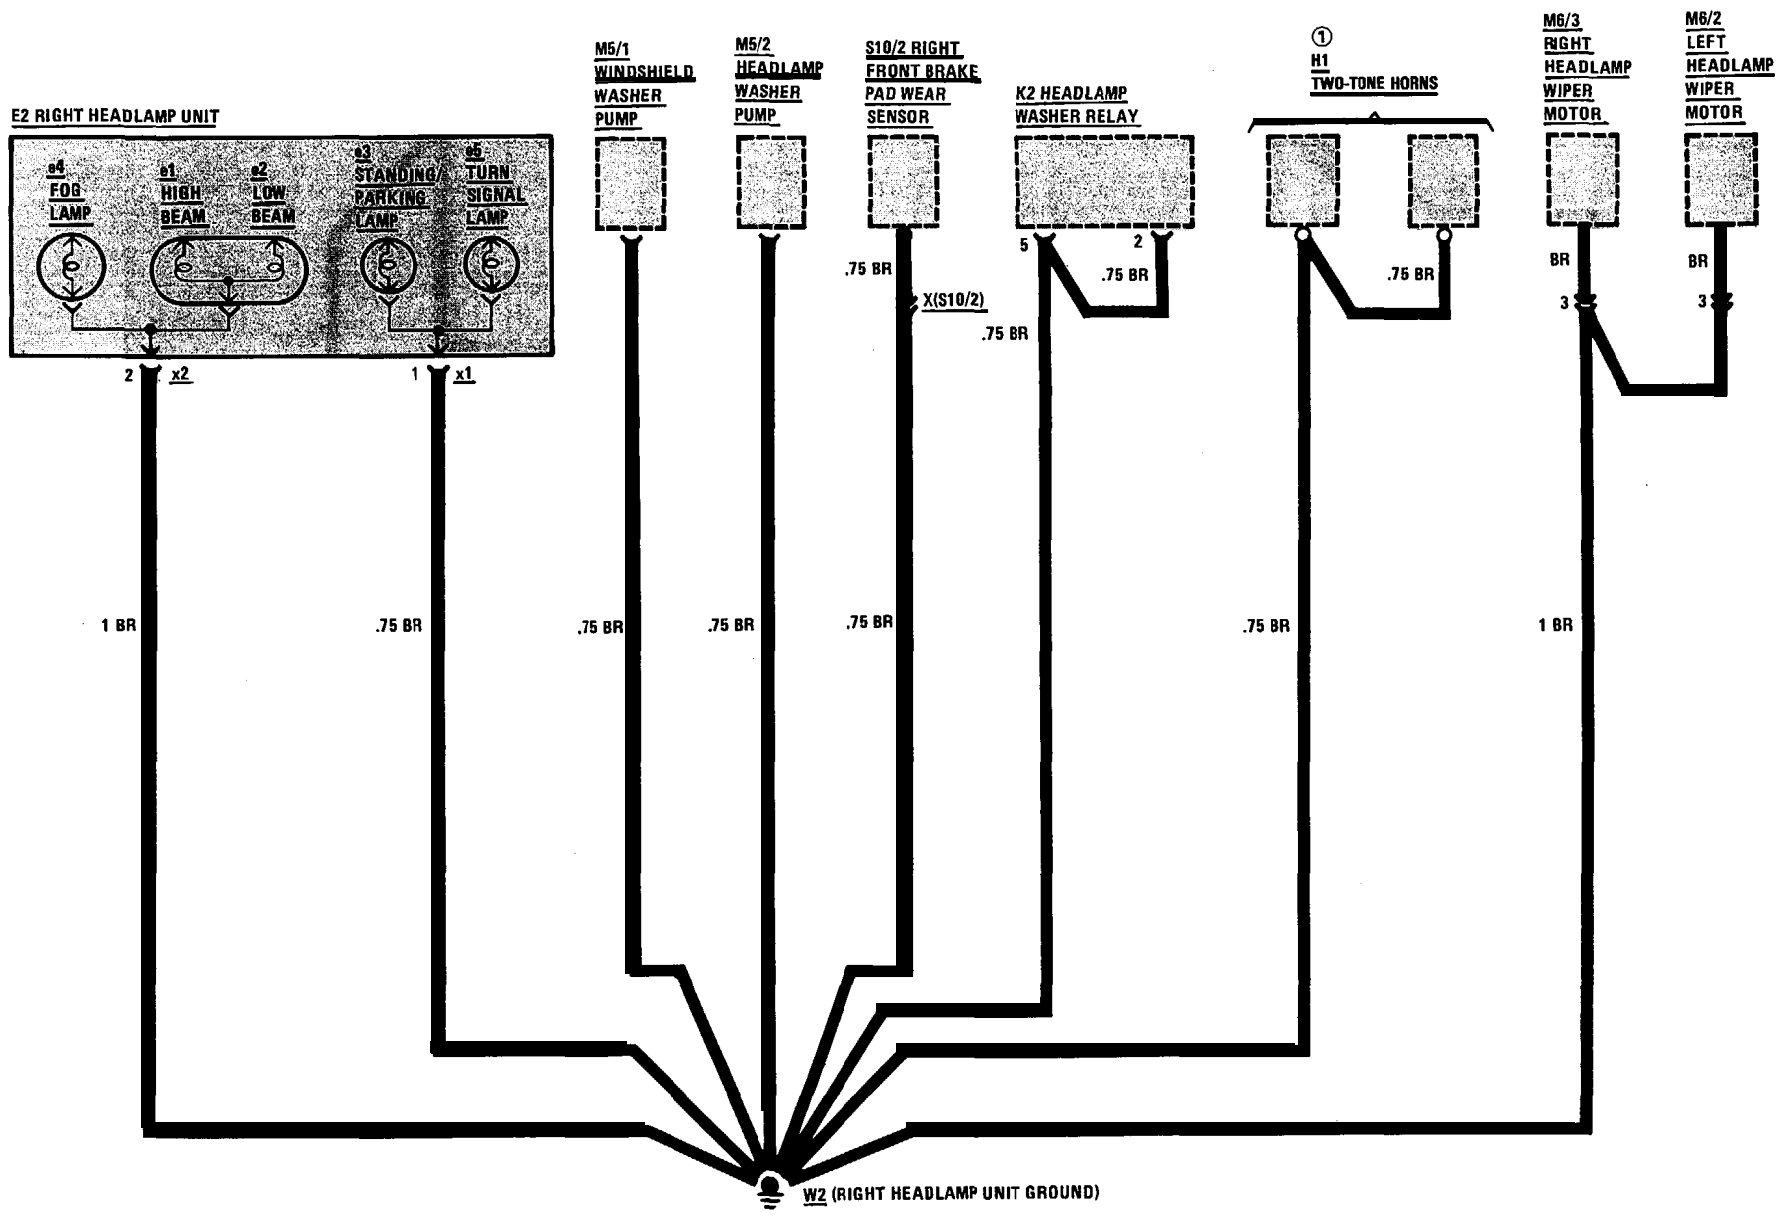 E2 RIGHT HEADLAMP UNIT
e4
FOG
LAMP
e1
HIGH
BEAM
e2
LOW
BEAM
e3
STANDING/
PARKING
LAMP
e5
TURN
SIGNAL
LAMP
M5/1
WINDSHIELD
WASHER
PUMP
M5/2
HEADLAMP
WASHER
PUMP
S10/2 RIGHT
FRONT BRAKE
PAD WEAR
SENSOR
K2 HEADLAMP
WASHER RELAY
1
H1
TWO-TONE HORNS
M6/3
RIGHT
HEADLAMP
WIPER
MOTOR
M6/2
LEFT
HEADLAMP
WIPER
MOTOR
2 x2
1 x1
.75 BR
X(S10/2)
5
2
.75 BR
.75 BR
.75 BR
BR
3
BR
3
1 BR
.75 BR
.75 BR
.75 BR
.75 BR
.75 BR
1 BR
W2 (RIGHT HEADLAMP UNIT GROUND)